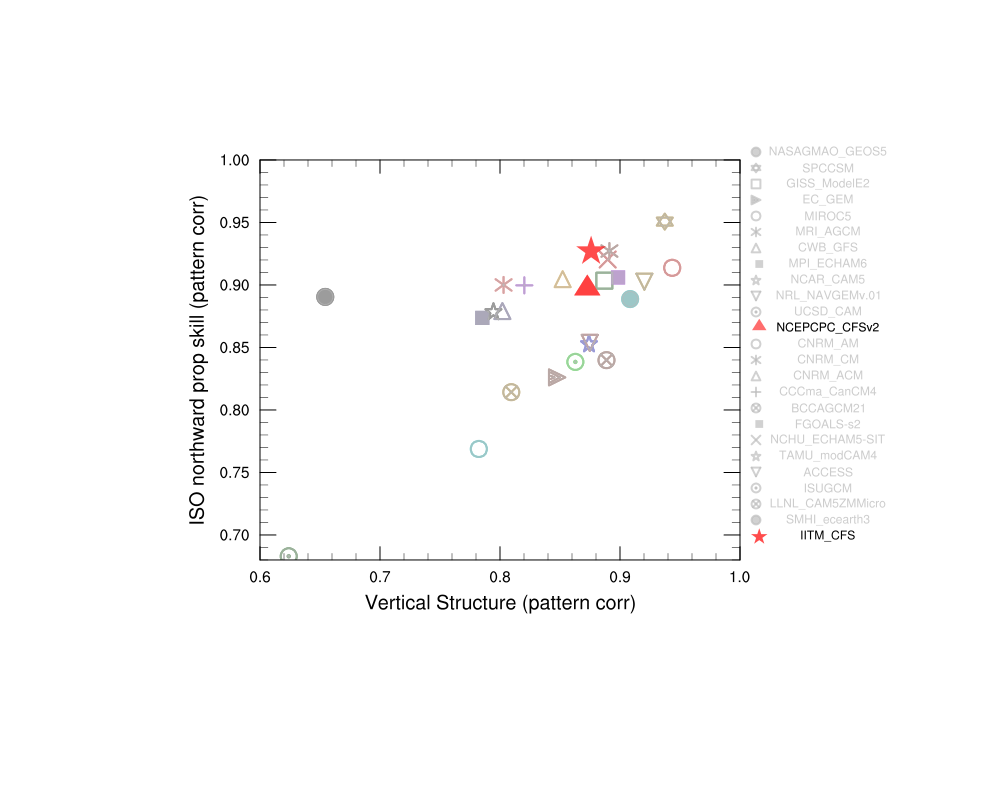 1.00
0.95
0.90
0.85
0.80
0.75
0.70
ISO northward prop skill (pattern corr)
0.6 0.7 0.8 0.9 1.0
Vertical Structure (pattern corr)
NASAGMAO_GEOS5
SPCCSM
GISS_ModelE2
EC_GEM
MIROC5
MRI_AGCM
CWB_GFS
MPI_ECHAM6
NCAR_CAM5
NRL_NAVGEMv.01
UCSD_CAM
NCEPCPC_CFSv2
CNRM_AM
CNRM_CM
CNRM_ACM
CCCma_CanCM4
BCCAGCM21
FGOALS-s2
NCHU_ECHAM5-SIT
TAMU_modCAM4
ACCESS
ISUGCM
LLNL_CAM5ZMMicro
SMHI_ecearth3
IITM_CFS